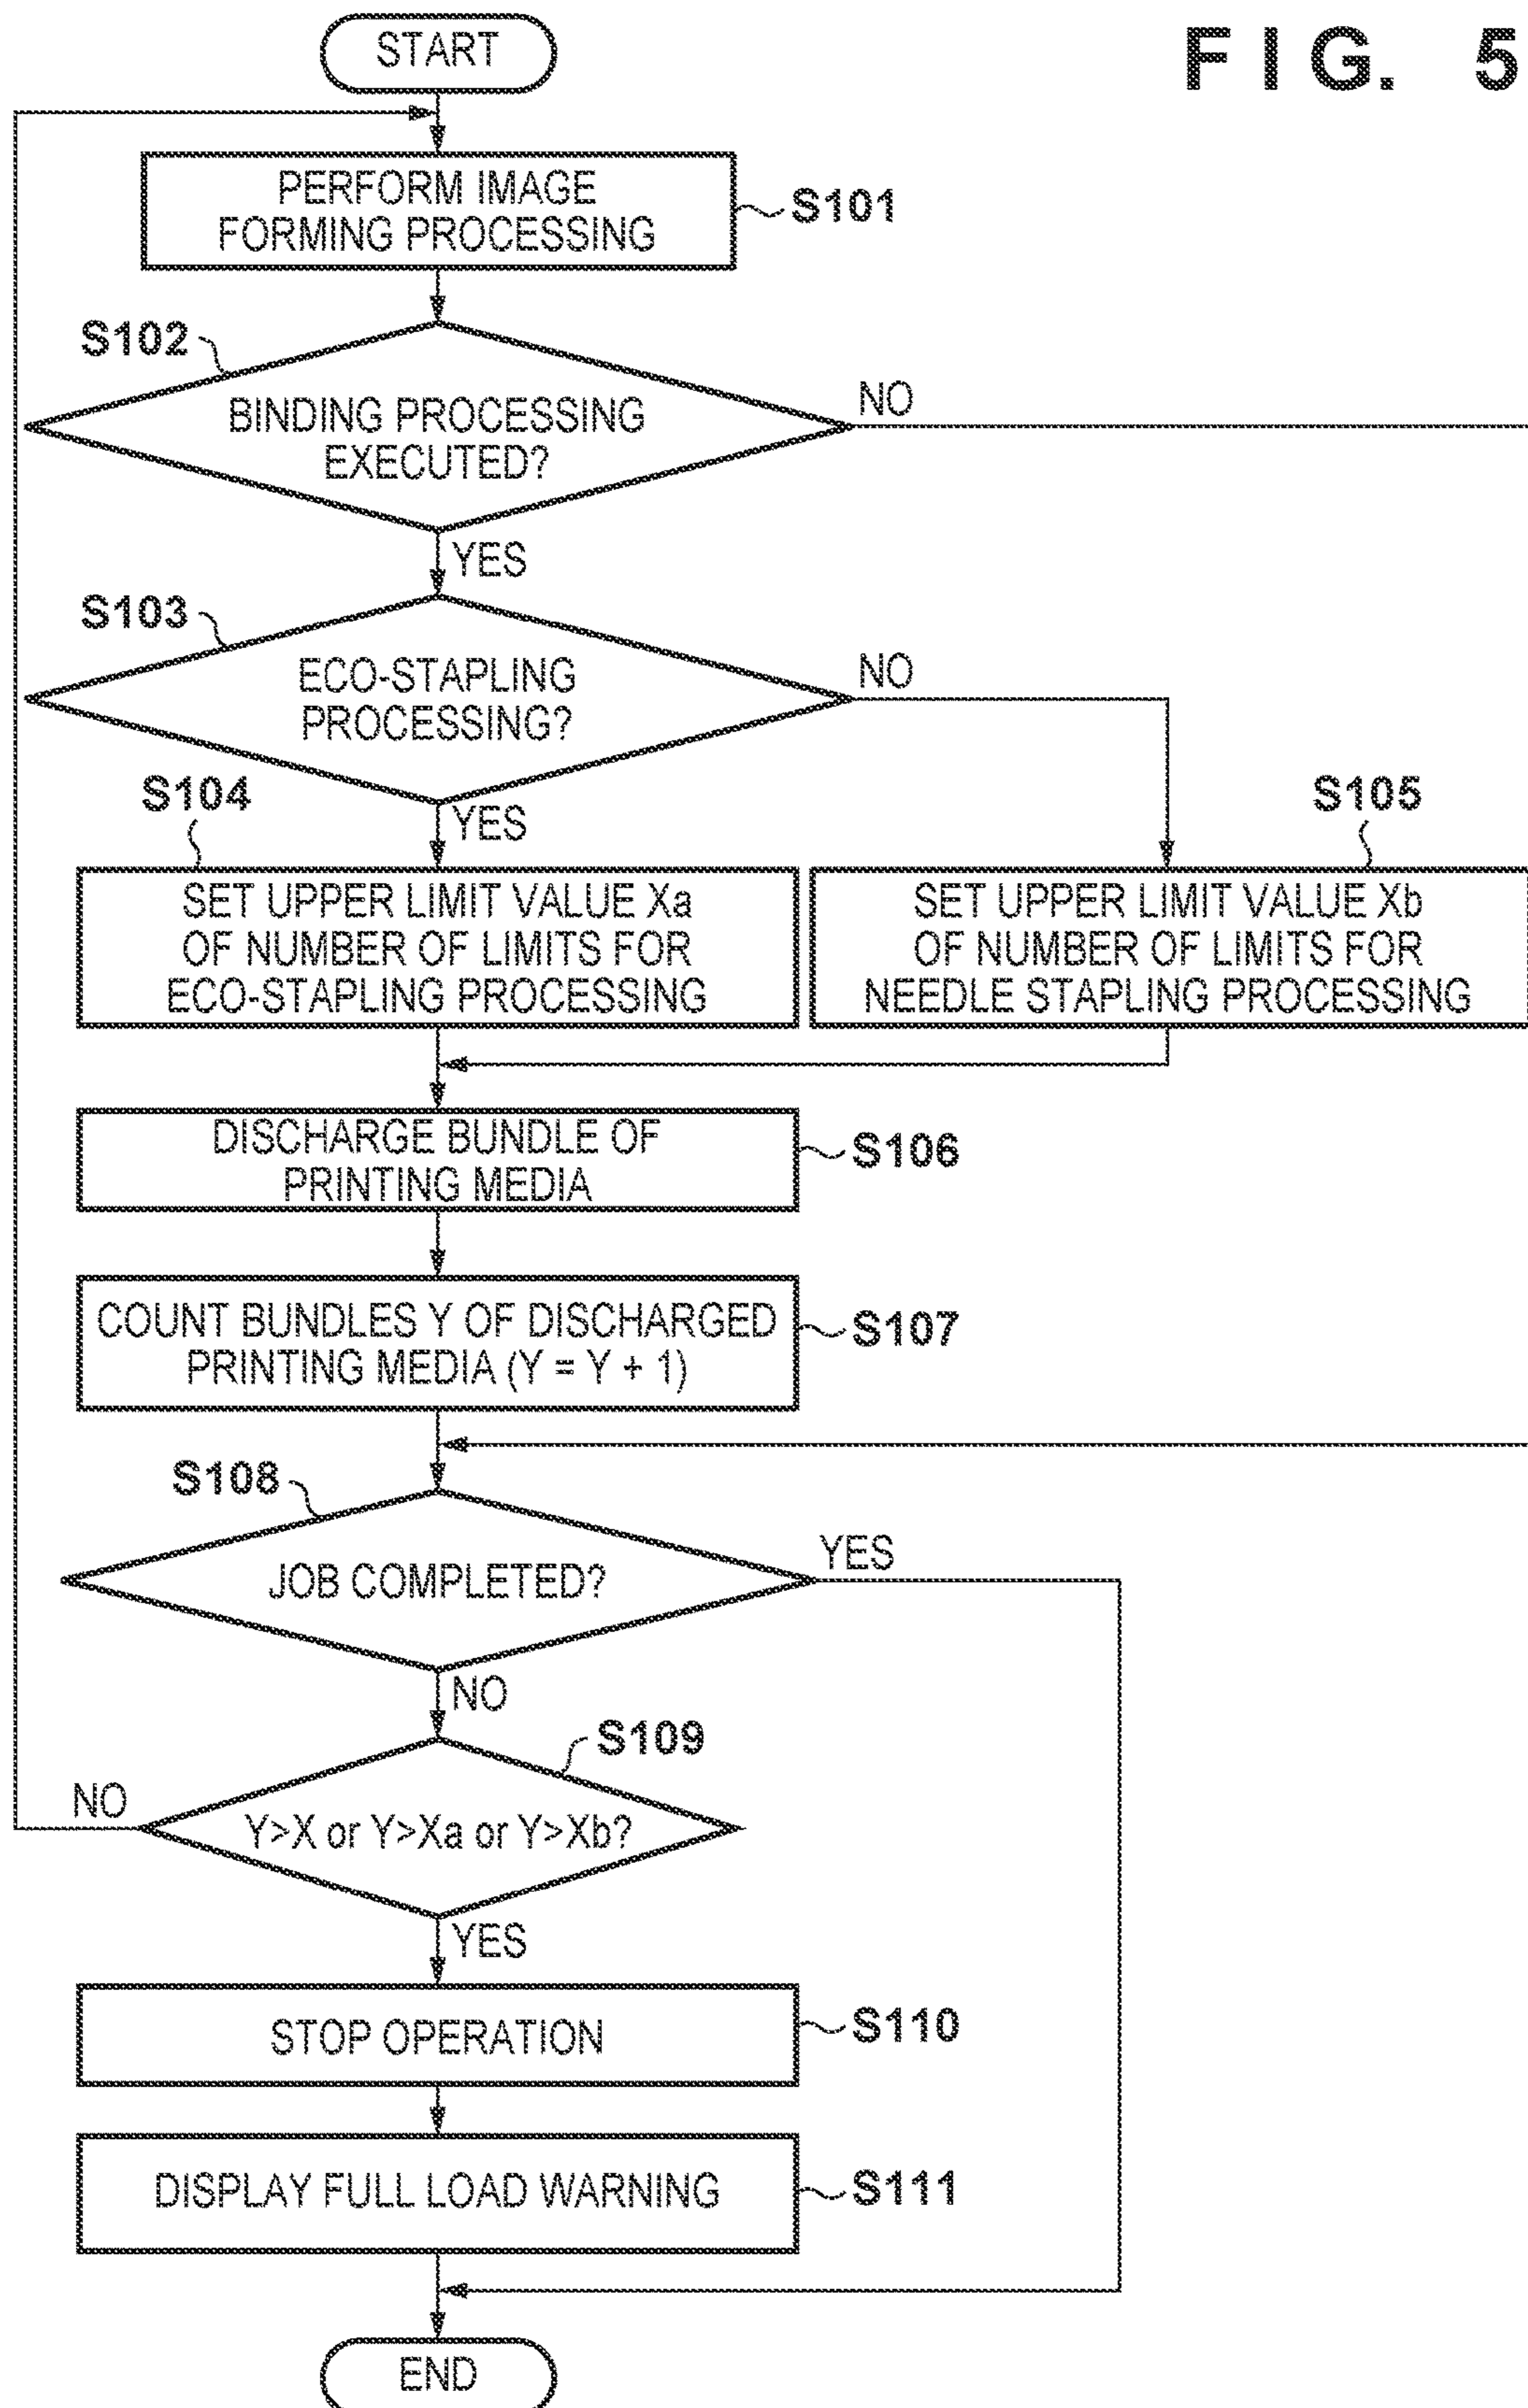 FIG. 5
START
PERFORM IMAGE
FORMING PROCESSING
S101
S102
BINDING PROCESSING
EXECUTED?
NO
YES
S103
ECO-STAPLING
PROCESSING?
NO
YES
S104
SET UPPER LIMIT VALUE Xa
OF NUMBER OF LIMITS FOR
ECO-STAPLING PROCESSING
S105
SET UPPER LIMIT VALUE Xb
OF NUMBER OF LIMITS FOR
NEEDLE STAPLING PROCESSING
DISCHARGE BUNDLE OF
PRINTING MEDIA
S106
COUNT BUNDLES Y OF DISCHARGED
PRINTING MEDIA (Y = Y + 1)
S107
S108
JOB COMPLETED?
YES
NO
S109
Y>X or Y>Xa or Y>Xb?
NO
YES
STOP OPERATION
S110
DISPLAY FULL LOAD WARNING
S111
END